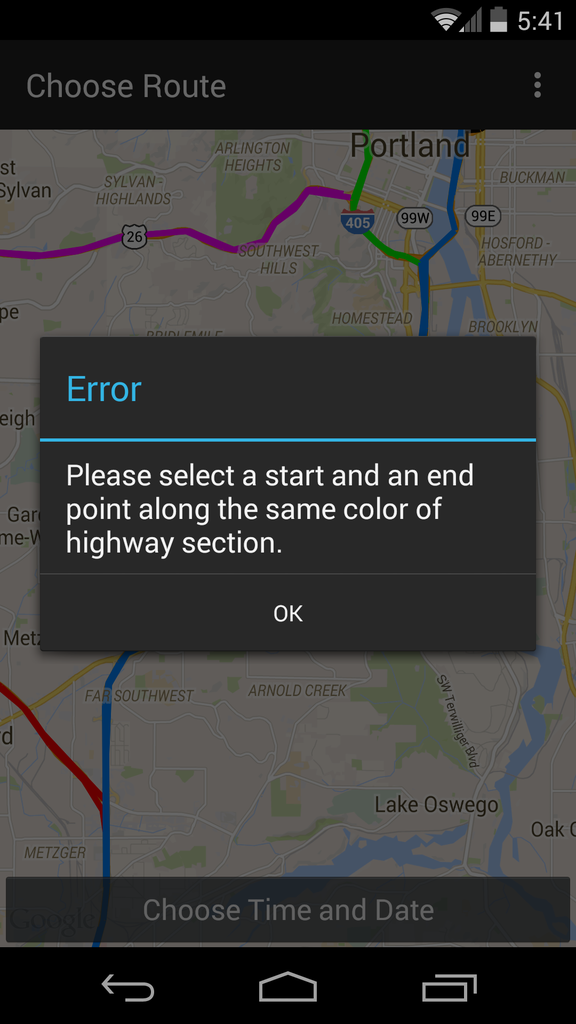 5:41
Choose Route
Portland
ARLINGTON
HEIGHTS
st
Sylvan
SYLVAN-
HIGHLANDS
BUCKMAN
405
99W
99E
26
SOUTHWEST
HILLS
HOSFORD-
ABERNETHY
pe
HOMESTEAD
BROOKLYN
BRIDLEMILE
Error
eigh
Please select a start and an end
point along the same color of
highway section.
Gar
me-W
OK
Metz
FAR SOUTHWEST
ARNOLD CREEK
SW Terwilliger Blvd
rd
Lake Oswego
Oak G
METZGER
Choose Time and Date
Google